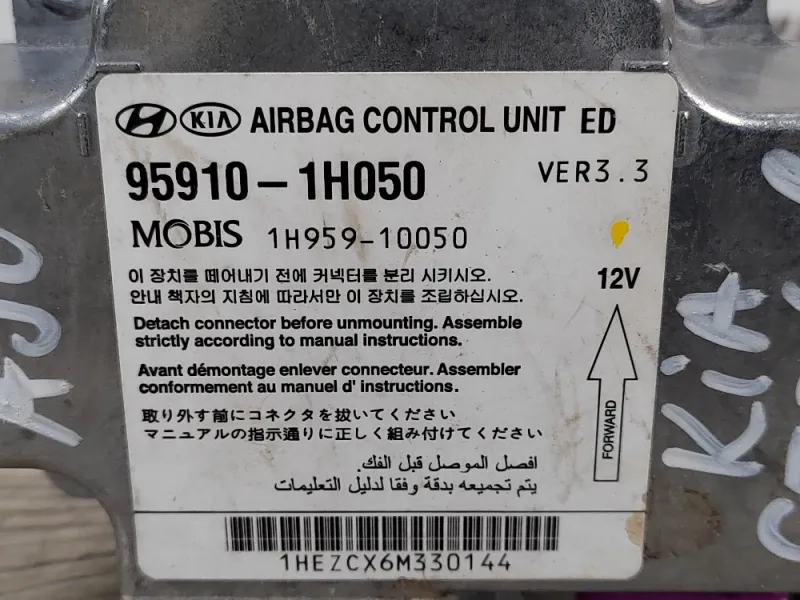 KIA AIRBAG CONTROL UNIT ED
95910-1H050 VER3.3
MOBIS 1H959-10050
이 장치를 떼어내기 전에 커넥터를 분리 시키시오.
안내 책자의 지침에 따라서만 이 장치를 조립하십시오.
12V
Detach connector before unmounting. Assemble
strictly according to manual instructions.
Avant démontage enlever connecteur. Assembler
conformement au manuel d' instructions.
取り外す前にコネクタを抜いてください
マニュアルの指示通りに正しく組み付けてください
افصل الموصل قبل الفك.
يتم تجميعه بدقة وفقا لدليل التعليمات
FORWARD
1HEZCX6M330144
KIA